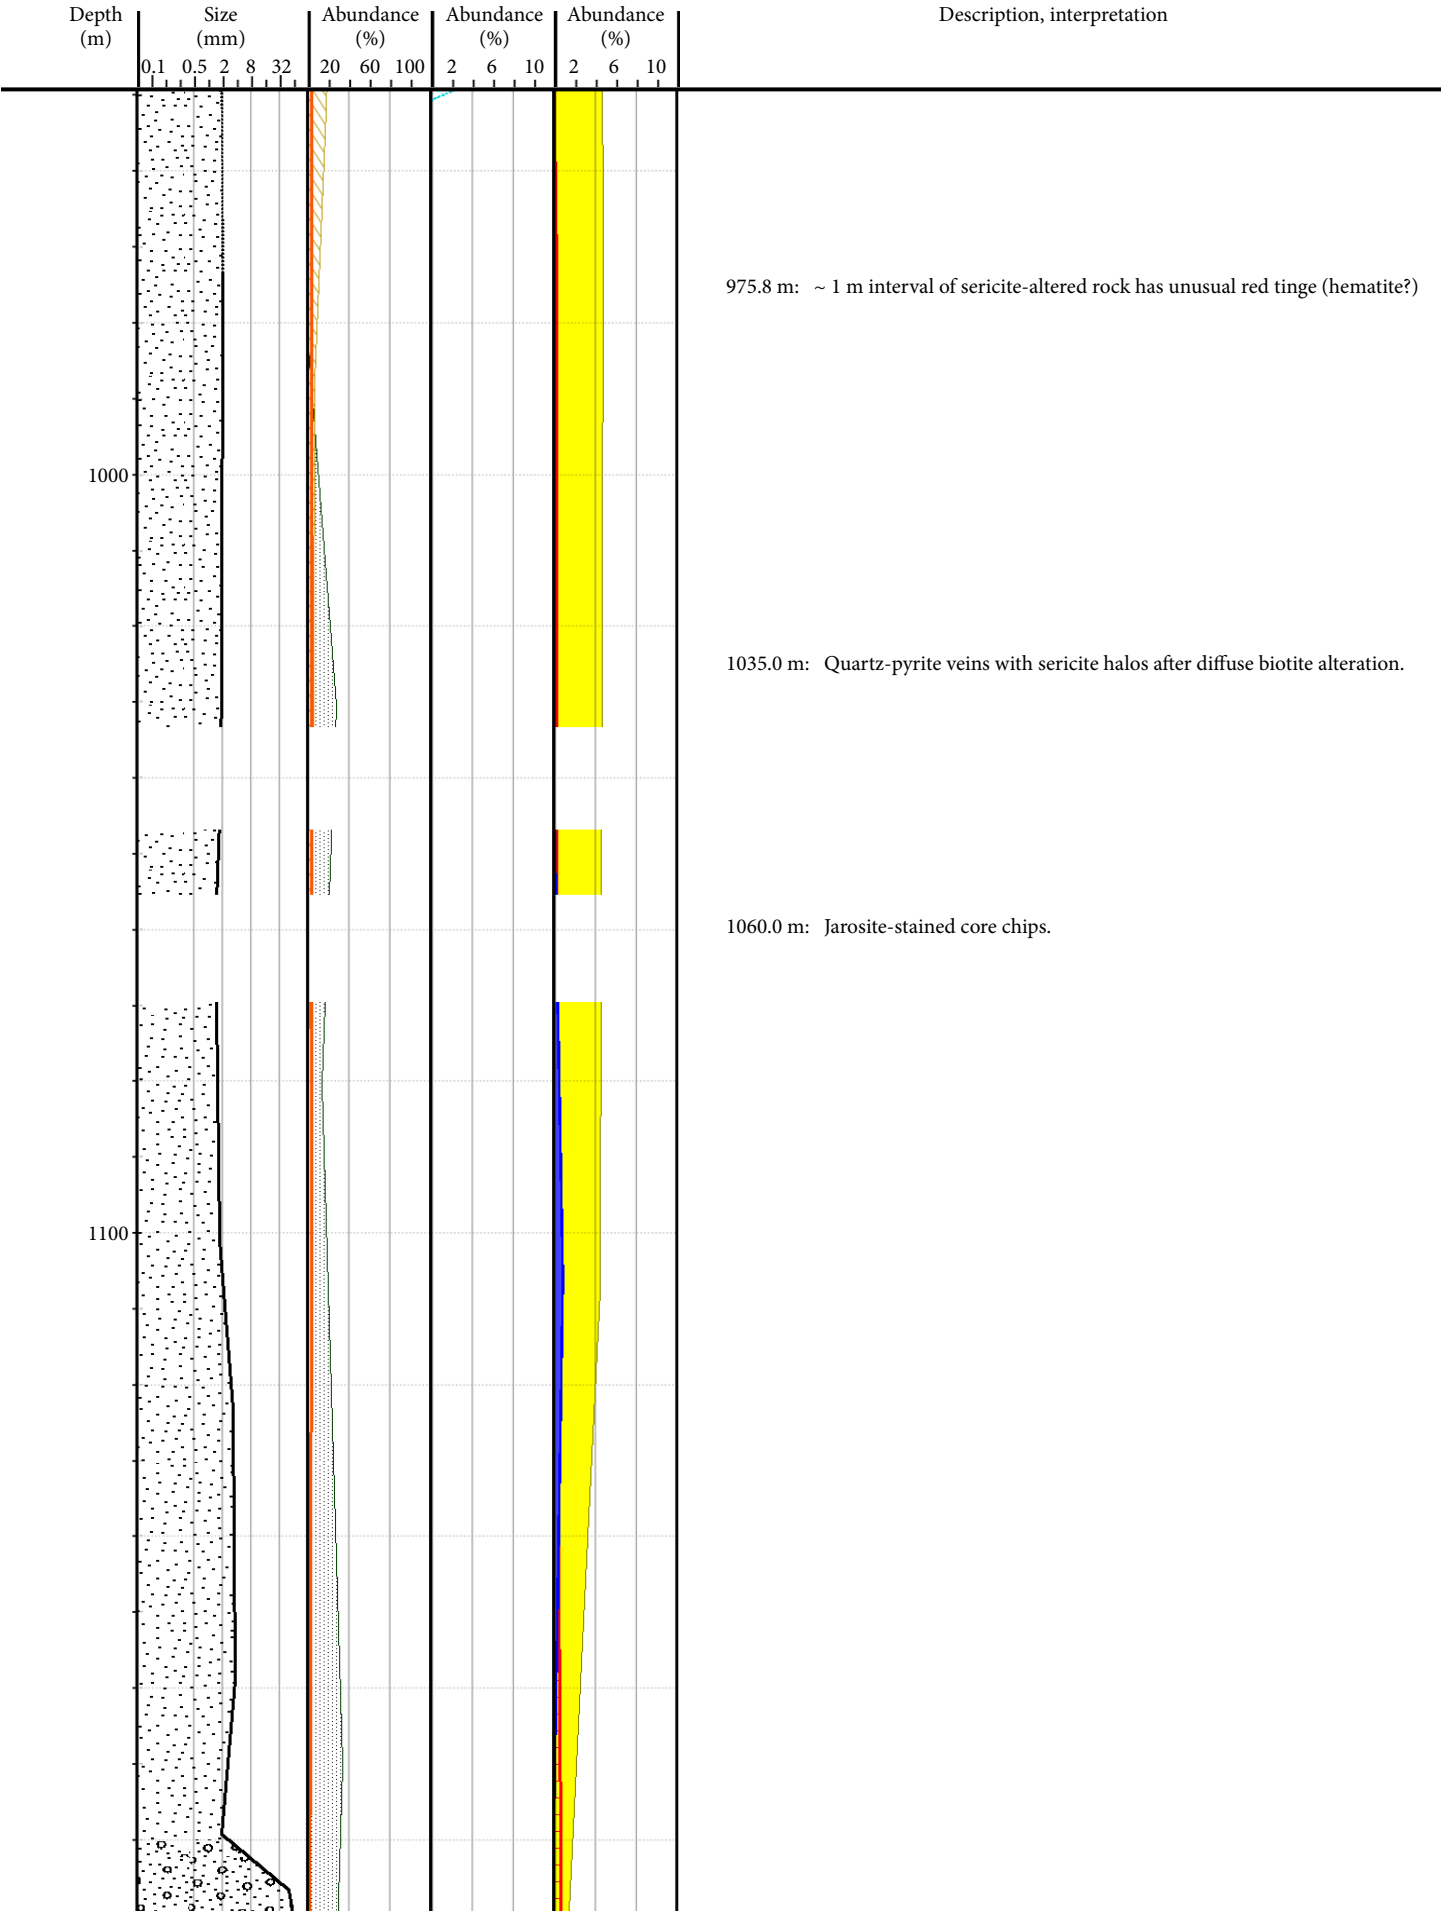 Depth Size Abundance Abundance Abundance Description, interpretation
(m) (mm) (%) (%) (%)
0.1 0.5 2 8 32 20 60 100 2 6 10 2 6 10
975.8 m: ~ 1 m interval of sericite-altered rock has unusual red tinge (hematite?)
1000
1035.0 m: Quartz-pyrite veins with sericite halos after diffuse biotite alteration.
1060.0 m: Jarosite-stained core chips.
1100